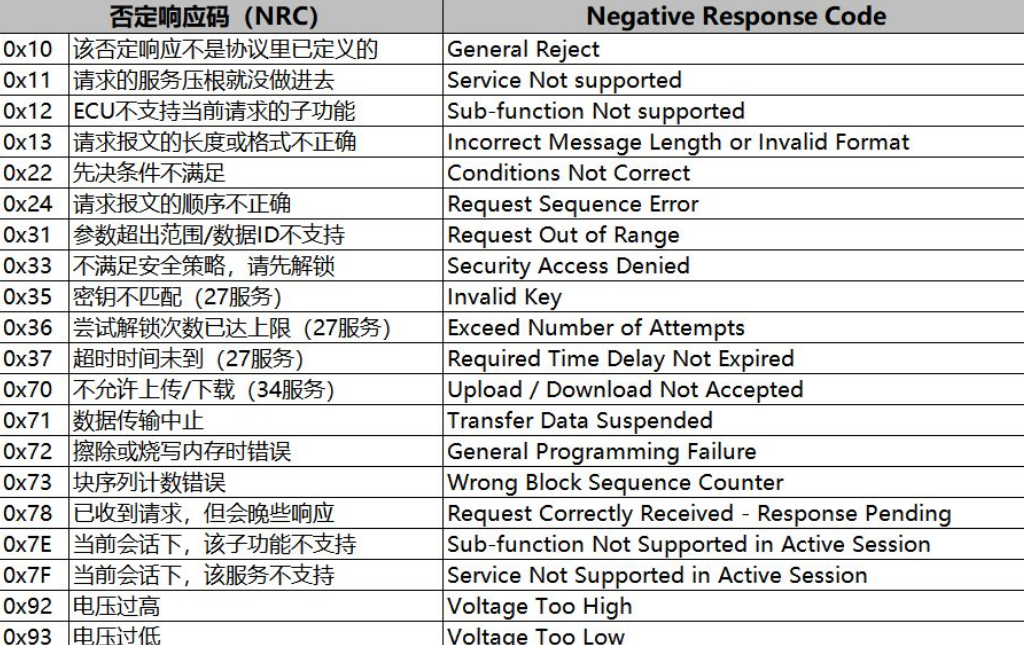 否定响应码（NRC） Negative Response Code
0x10 该否定响应不是协议里已定义的 General Reject
0x11 请求的服务压根就没做进去 Service Not supported
0x12 ECU不支持当前请求的子功能 Sub-function Not supported
0x13 请求报文的长度或格式不正确 Incorrect Message Length or Invalid Format
0x22 先决条件不满足 Conditions Not Correct
0x24 请求报文的顺序不正确 Request Sequence Error
0x31 参数超出范围/数据ID不支持 Request Out of Range
0x33 不满足安全策略，请先解锁 Security Access Denied
0x35 密钥不匹配（27服务） Invalid Key
0x36 尝试解锁次数已达上限（27服务） Exceed Number of Attempts
0x37 超时时间未到（27服务） Required Time Delay Not Expired
0x70 不允许上传/下载（34服务） Upload / Download Not Accepted
0x71 数据传输中止 Transfer Data Suspended
0x72 擦除或烧写内存时错误 General Programming Failure
0x73 块序列计数错误 Wrong Block Sequence Counter
0x78 已收到请求，但会晚些响应 Request Correctly Received - Response Pending
0x7E 当前会话下，该子功能不支持 Sub-function Not Supported in Active Session
0x7F 当前会话下，该服务不支持 Service Not Supported in Active Session
0x92 电压过高 Voltage Too High
0x93 电压过低 Voltage Too Low